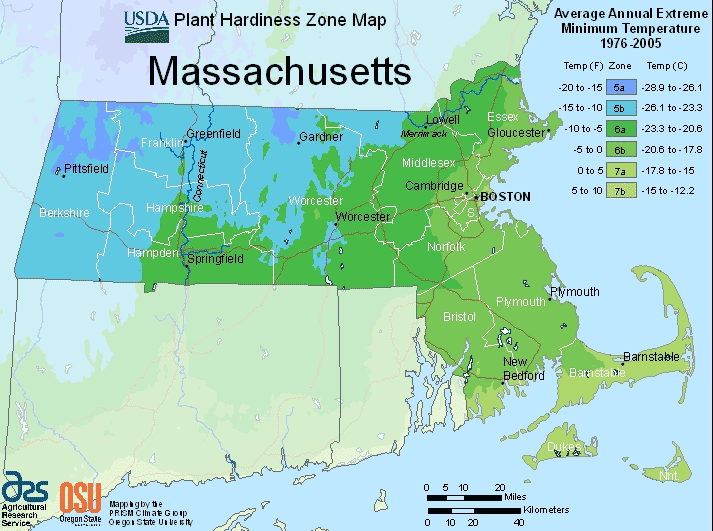 USDA Plant Hardiness Zone Map
Massachusetts
Average Annual Extreme
Minimum Temperature
1976-2005
Temp (F) Zone Temp (C)
-20 to -15 5a -28.9 to -26.1
-15 to -10 5b -26.1 to -23.3
-10 to -5 6a -23.3 to -20.6
-5 to 0 6b -20.6 to -17.8
0 to 5 7a -17.8 to -15
5 to 10 7b -15 to -12.2
Franklin
Greenfield
Gardner
Lowell
Merrimack
Essex
Gloucester
Pittsfield
Connecticut
Middlesex
Cambridge
BOSTON
S.
Berkshire
Hampshire
Worcester
Worcester
Norfolk
Hampden
Springfield
Plymouth
Plymouth
Bristol
New
Bedford
Barnstable
Barnstable
Dukes
Nnt.
ars
Agricultural
Research
Service
OSU
Oregon State
Mapping by the
PRISM Climate Group
Oregon State University
0 5 10 20
Miles
Kilometers
0 10 20 40